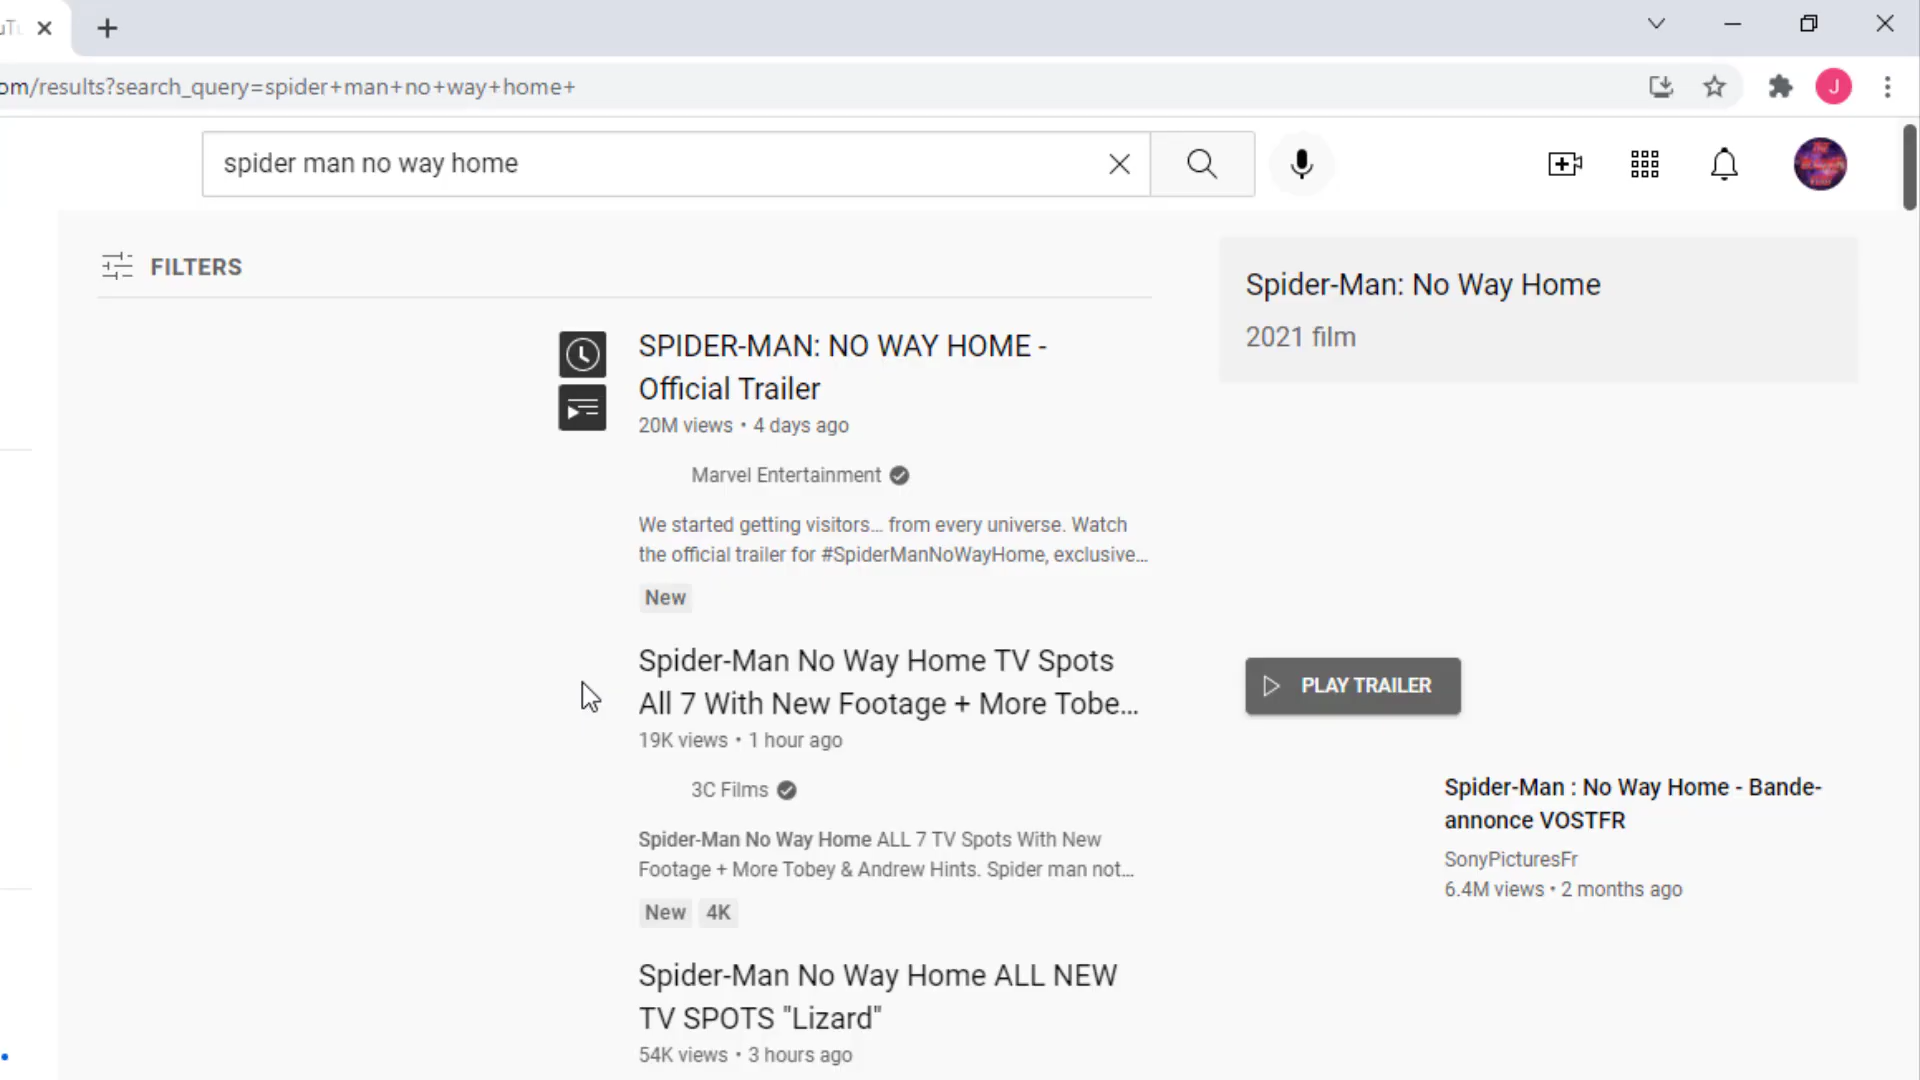 om/results?search_query=spider+man+no+way+home+
J
spider man no way home
FILTERS
SPIDER-MAN: NO WAY HOME -
Official Trailer
20M views • 4 days ago
Marvel Entertainment
We started getting visitors... from every universe. Watch
the official trailer for #SpiderManNoWayHome, exclusive...
New
Spider-Man No Way Home TV Spots
All 7 With New Footage + More Tobe...
19K views • 1 hour ago
3C Films
Spider-Man No Way Home ALL 7 TV Spots With New
Footage + More Tobey & Andrew Hints. Spider man not...
New 4K
Spider-Man No Way Home ALL NEW
TV SPOTS "Lizard"
54K views • 3 hours ago
Spider-Man: No Way Home
2021 film
PLAY TRAILER
Spider-Man : No Way Home - Bande-
annonce VOSTFR
SonyPicturesFr
6.4M views • 2 months ago